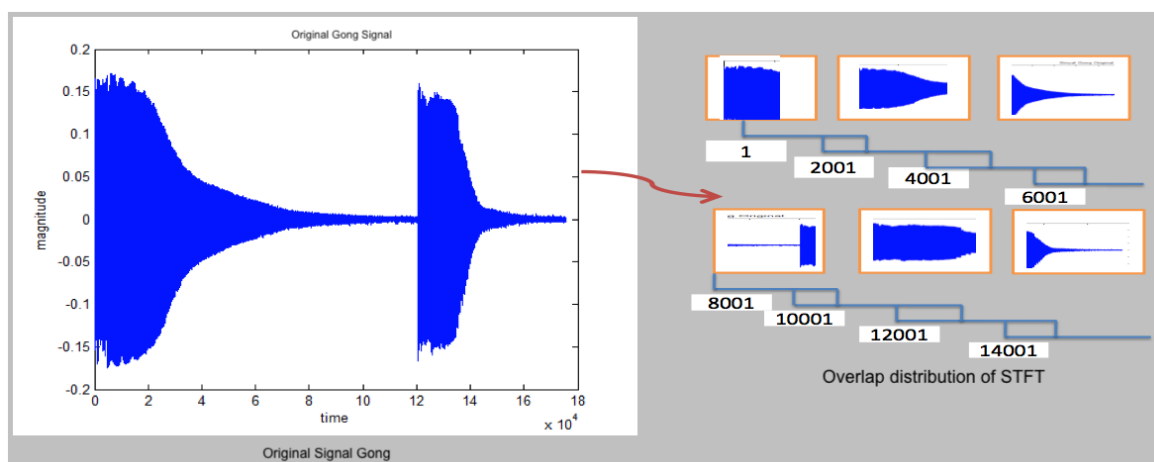 Original Gong Signal
0.2
0.15
0.1
0.05
0
-0.05
-0.1
-0.15
-0.2
magnitude
0 2 4 6 8 10 12 14 16 18
time
x 10^4
Original Signal Gong
1
2001
4001
6001
g Original
8001
10001
12001
14001
Overlap distribution of STFT